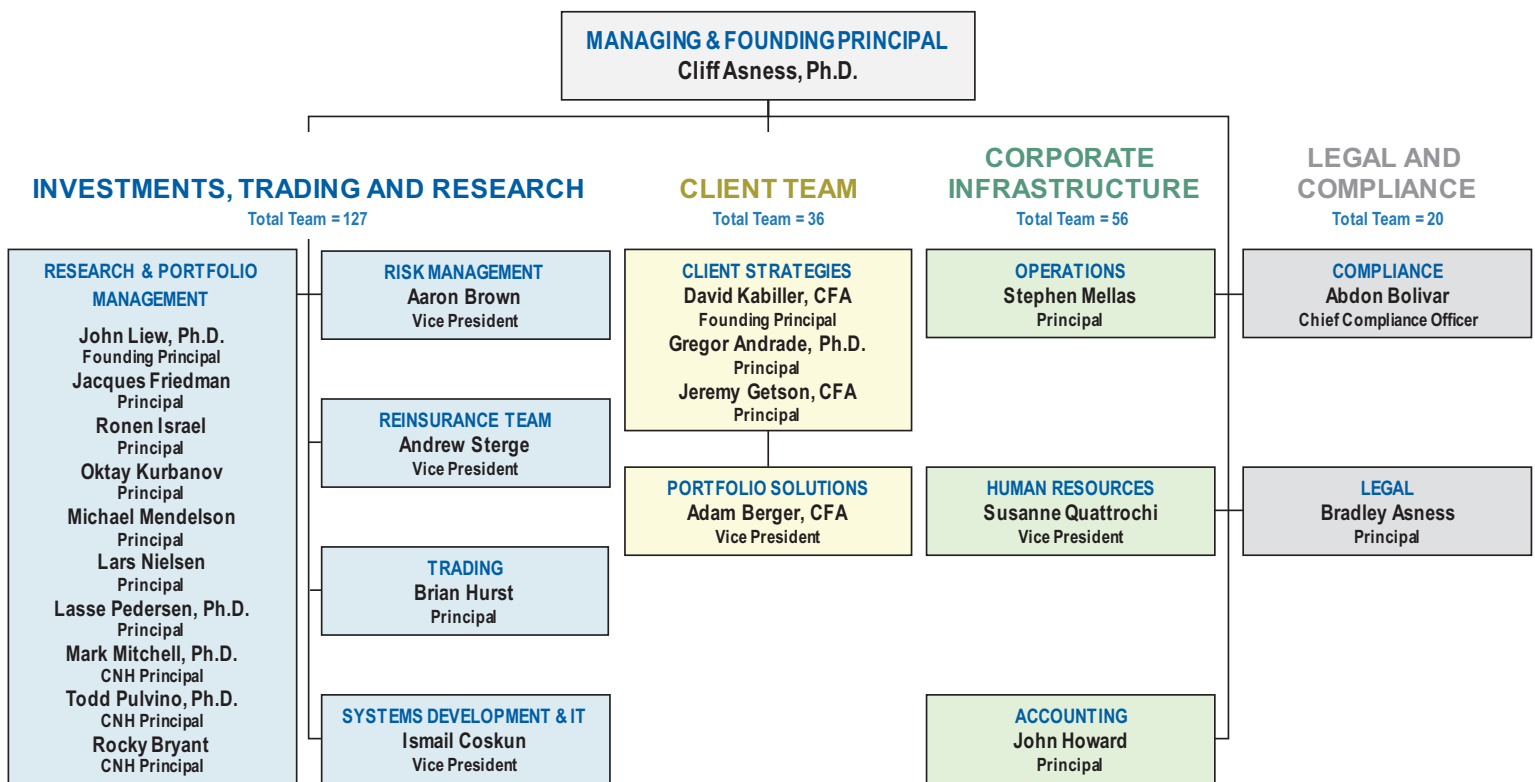 MANAGING & FOUNDING PRINCIPAL
Cliff Asness, Ph.D.
INVESTMENTS, TRADING AND RESEARCH
Total Team = 127
RESEARCH & PORTFOLIO
MANAGEMENT
John Liew, Ph.D.
Founding Principal
Jacques Friedman
Principal
Ronen Israel
Principal
Oktay Kurbanov
Principal
Michael Mendelson
Principal
Lars Nielsen
Principal
Lasse Pedersen, Ph.D.
Principal
Mark Mitchell, Ph.D.
CNH Principal
Todd Pulvino, Ph.D.
CNH Principal
Rocky Bryant
CNH Principal
RISK MANAGEMENT
Aaron Brown
Vice President
REINSURANCE TEAM
Andrew Sterge
Vice President
TRADING
Brian Hurst
Principal
SYSTEMS DEVELOPMENT & IT
Ismail Coskun
Vice President
CLIENT TEAM
Total Team = 36
CLIENT STRATEGIES
David Kabiller, CFA
Founding Principal
Gregor Andrade, Ph.D.
Principal
Jeremy Getson, CFA
Principal
PORTFOLIO SOLUTIONS
Adam Berger, CFA
Vice President
CORPORATE
INFRASTRUCTURE
Total Team = 56
OPERATIONS
Stephen Mellas
Principal
HUMAN RESOURCES
Susanne Quattrochi
Vice President
ACCOUNTING
John Howard
Principal
LEGAL AND
COMPLIANCE
Total Team = 20
COMPLIANCE
Abdon Bolivar
Chief Compliance Officer
LEGAL
Bradley Asness
Principal